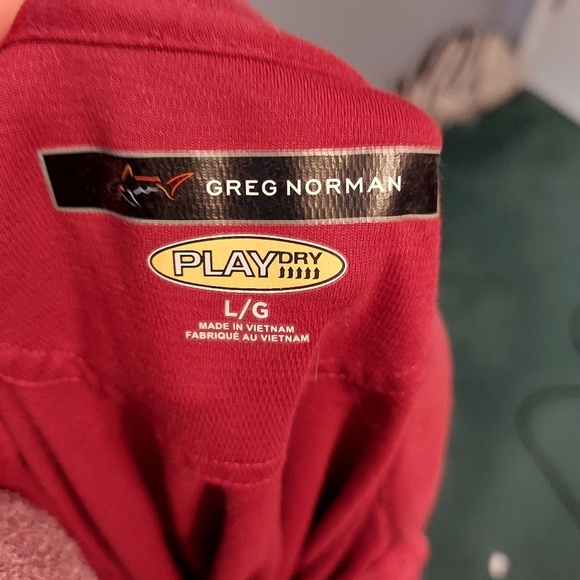 GREG NORMAN
PLAYDRY
L/G
MADE IN VIETNAM
FABRIQUÉ AU VIETNAM